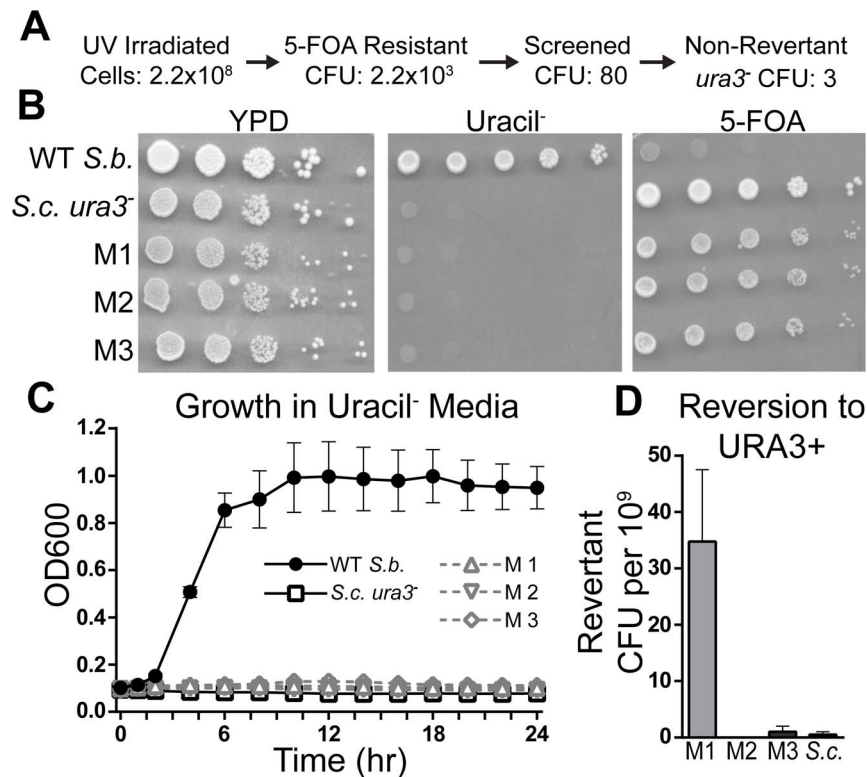 A
UV Irradiated
Cells: 2.2x10⁸
5-FOA Resistant
CFU: 2.2x10³
Screened
CFU: 80
Non-Revertant
ura3⁻ CFU: 3
B
YPD
Uracil⁻
5-FOA
WT S.b.
S.c. ura3⁻
M1
M2
M3
C
Growth in Uracil⁻ Media
OD600
1.2
1.0
0.8
0.6
0.4
0.2
0.0
WT S.b.
S.c. ura3⁻
M 1
M 2
M 3
0
6
12
18
24
Time (hr)
D
Reversion to
URA3+
Revertant
CFU per 10⁹
50
40
30
20
10
0
M1 M2 M3 S.c.